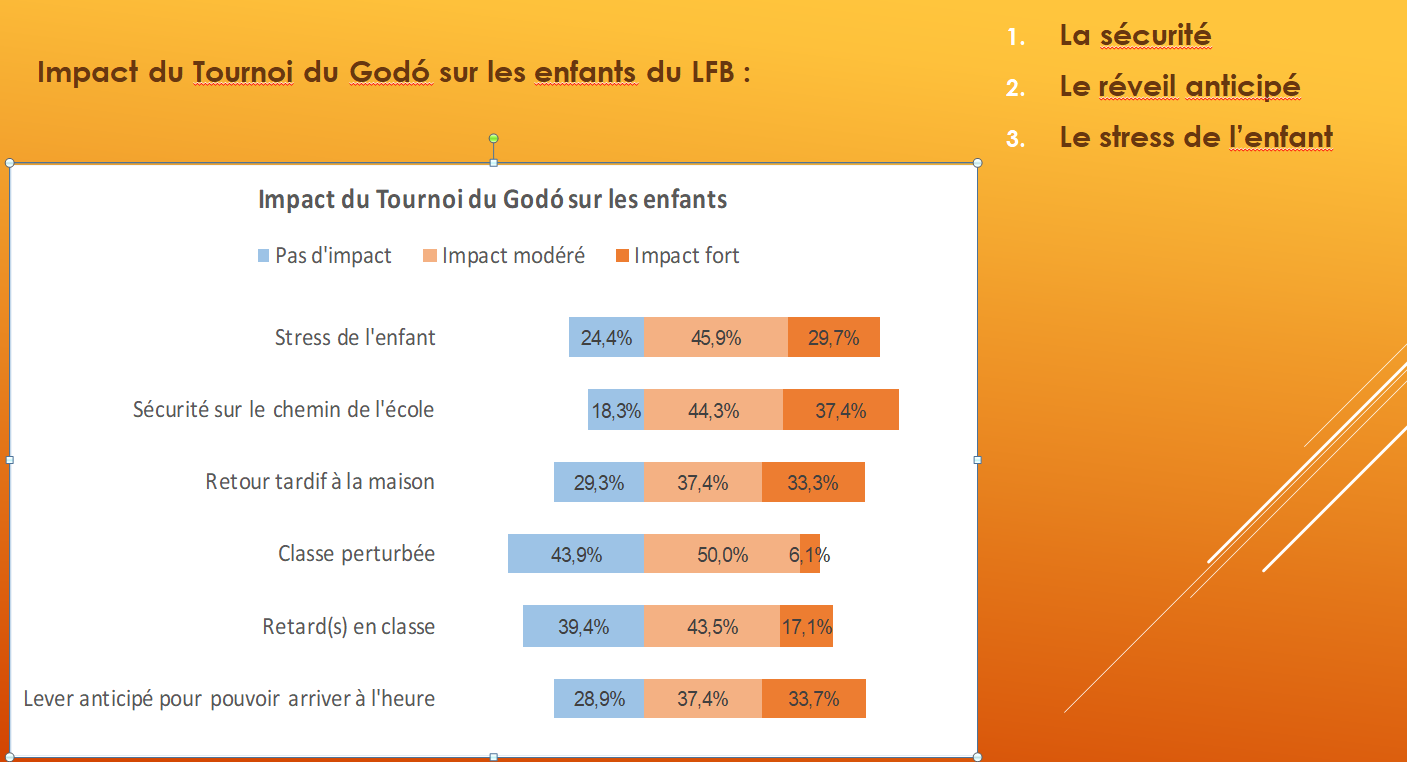 Impact du Tournoi du Godó sur les enfants du LFB :
1. La sécurité
2. Le réveil anticipé
3. Le stress de l’enfant
Impact du Tournoi du Godó sur les enfants
Pas d'impact Impact modéré Impact fort
Stress de l'enfant 24,4% 45,9% 29,7%
Sécurité sur le chemin de l'école 18,3% 44,3% 37,4%
Retour tardif à la maison 29,3% 37,4% 33,3%
Classe perturbée 43,9% 50,0% 6,1%
Retard(s) en classe 39,4% 43,5% 17,1%
Lever anticipé pour pouvoir arriver à l'heure 28,9% 37,4% 33,7%